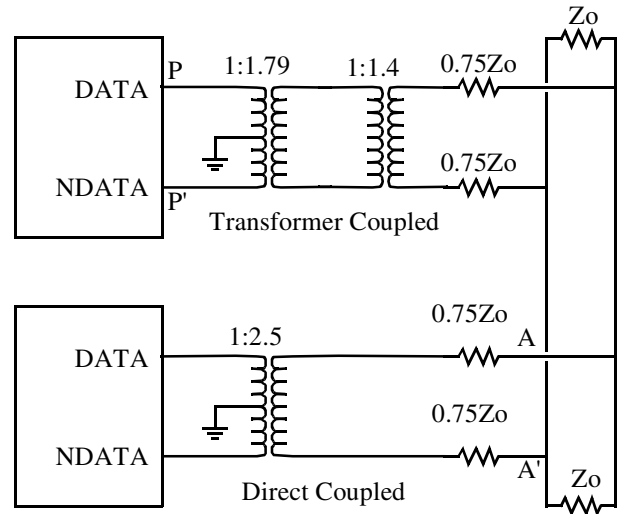 Zo
P
1:1.79
1:1.4
0.75Zo
DATA
0.75Zo
NDATA
P'
Transformer Coupled
0.75Zo
1:2.5
A
DATA
0.75Zo
NDATA
A'
Zo
Direct Coupled